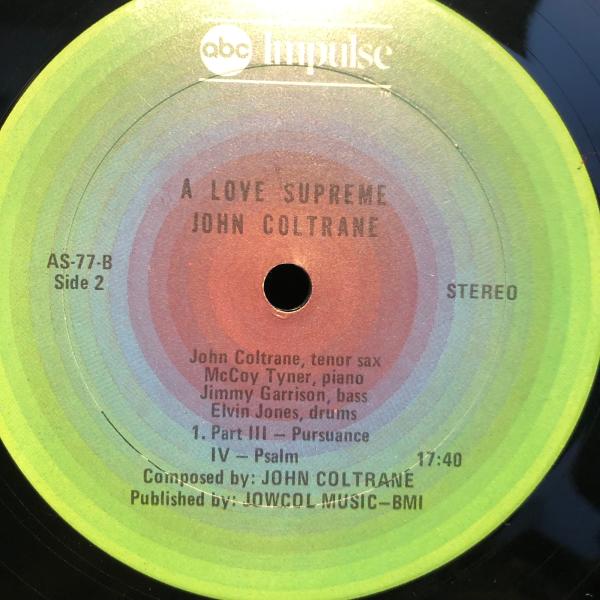 abc Impulse
A LOVE SUPREME
JOHN COLTRANE
AS-77-B
Side 2
STEREO
John Coltrane, tenor sax
McCoy Tyner, piano
Jimmy Garrison, bass
Elvin Jones, drums
1. Part III – Pursuance
IV – Psalm 17:40
Composed by: JOHN COLTRANE
Published by: JOWCOL MUSIC–BMI